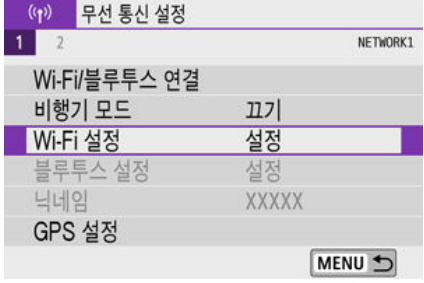 무선 통신 설정
1 2 NETWORK1
Wi-Fi/블루투스 연결
비행기 모드 끄기
Wi-Fi 설정 설정
블루투스 설정 설정
닉네임 XXXXX
GPS 설정
MENU